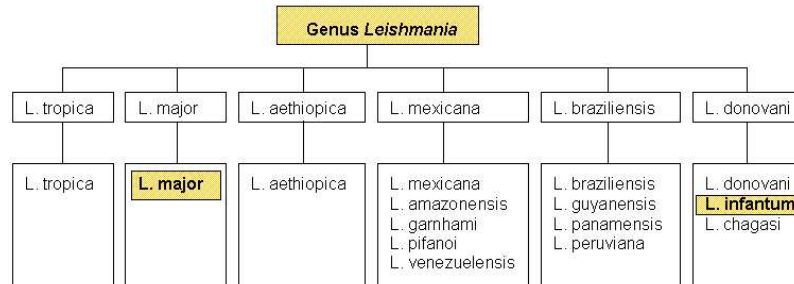 Genus Leishmania
L. tropica
L. major
L. aethiopica
L. mexicana
L. braziliensis
L. donovani
L. tropica
L. major
L. aethiopica
L. mexicana
L. amazonensis
L. garnhami
L. pifanoi
L. venezuelensis
L. braziliensis
L. guyanensis
L. panamensis
L. peruviana
L. donovani
L. infantum
L. chagasi